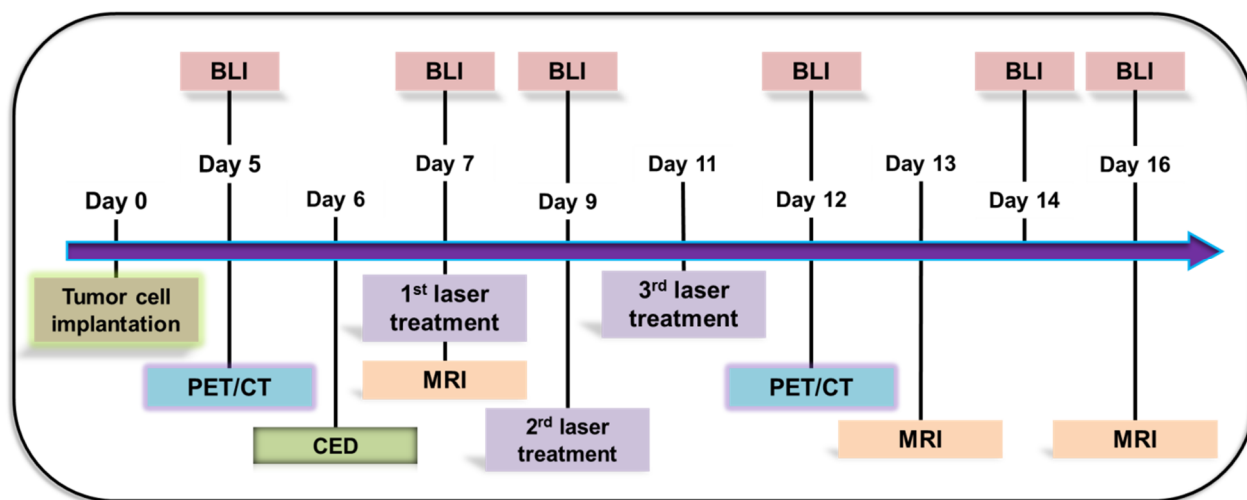 BLI
BLI
BLI
BLI
BLI
BLI
Day 5
Day 7
Day 11
Day 13
Day 16
Day 0
Day 6
Day 9
Day 12
Day 14
Tumor cell
implantation
1st laser
treatment
3rd laser
treatment
PET/CT
MRI
PET/CT
CED
2rd laser
treatment
MRI
MRI